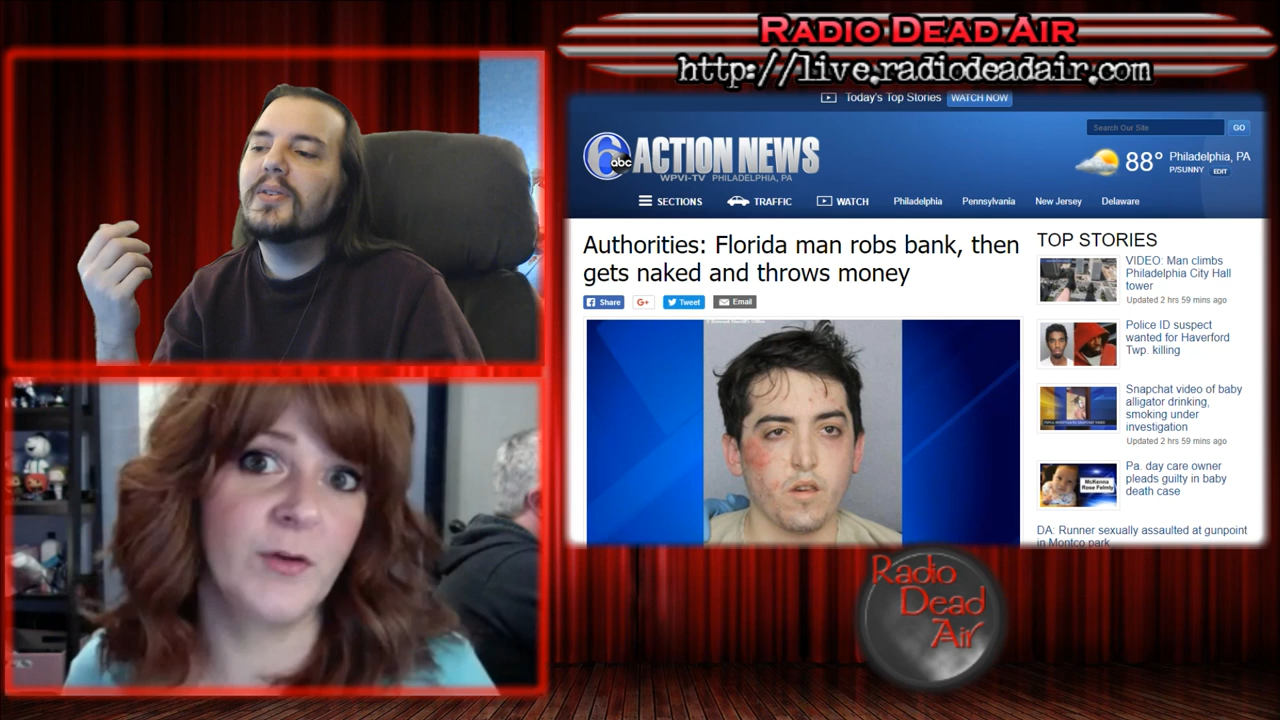 RADIO DEAD AIR
http://live.radiodeadair.com
Today's Top Stories WATCH NOW
6 abc ACTION NEWS
WPVI-TV PHILADELPHIA, PA
Search Our Site GO
88° Philadelphia, PA
P/SUNNY EDIT
SECTIONS TRAFFIC WATCH Philadelphia Pennsylvania New Jersey Delaware
Authorities: Florida man robs bank, then
gets naked and throws money
Share G+ Tweet Email
TOP STORIES
VIDEO: Man climbs
Philadelphia City Hall
tower
Updated 2 hrs 59 mins ago
Police ID suspect
wanted for Haverford
Twp. killing
Snapchat video of baby
alligator drinking,
smoking under
investigation
Updated 2 hrs 59 mins ago
McKenna
Rose Felmly
Pa. day care owner
pleads guilty in baby
death case
DA: Runner sexually assaulted at gunpoint
in Montco park
Radio
Dead
Air